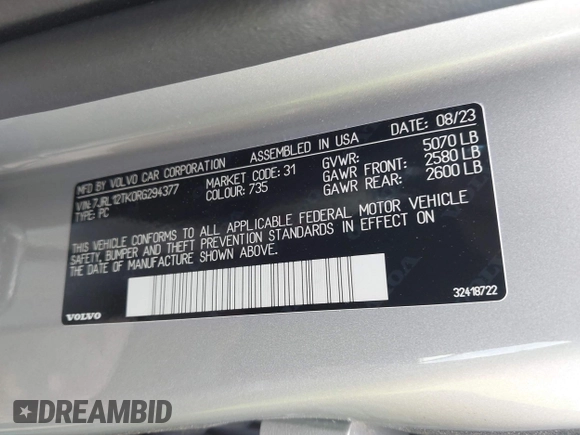 MFD BY VOLVO CAR CORPORATION ASSEMBLED IN USA DATE: 08/23
VIN: 7JRL12TK0RG294377 MARKET CODE: 31 GVWR: 5070 LB
TYPE: PC COLOUR: 735 GAWR FRONT: 2580 LB
GAWR REAR: 2600 LB
THIS VEHICLE CONFORMS TO ALL APPLICABLE FEDERAL MOTOR VEHICLE
SAFETY, BUMPER AND THEFT PREVENTION STANDARDS IN EFFECT ON
THE DATE OF MANUFACTURE SHOWN ABOVE.
VOLVO 32418722
DREAMBID